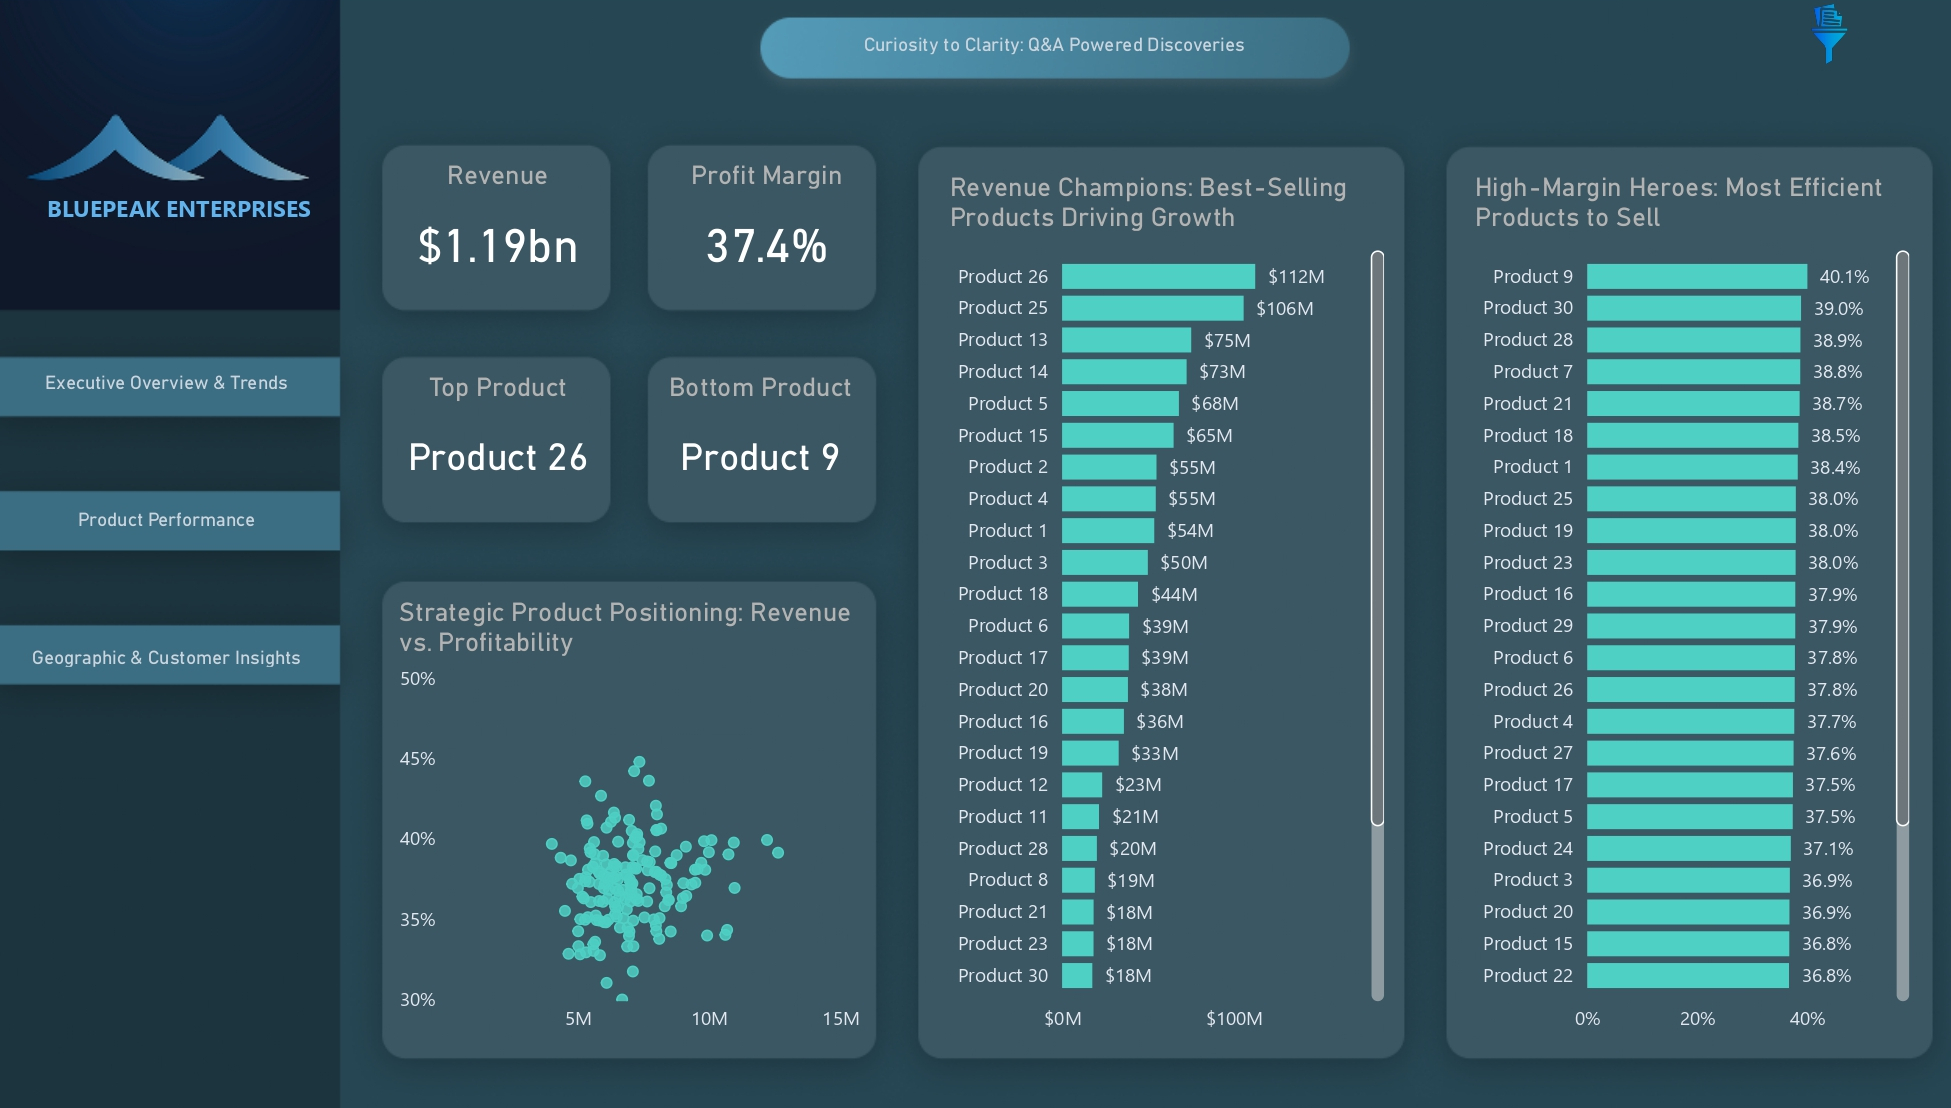 Curiosity to Clarity: Q&A Powered Discoveries
BLUEPEAK ENTERPRISES
Executive Overview & Trends
Product Performance
Geographic & Customer Insights
Revenue
$1.19bn
Profit Margin
37.4%
Top Product
Product 26
Bottom Product
Product 9
Strategic Product Positioning: Revenue
vs. Profitability
50%
45%
40%
35%
30%
5M 10M 15M
Revenue Champions: Best-Selling
Products Driving Growth
Product 26 $112M
Product 25 $106M
Product 13 $75M
Product 14 $73M
Product 5 $68M
Product 15 $65M
Product 2 $55M
Product 4 $55M
Product 1 $54M
Product 3 $50M
Product 18 $44M
Product 6 $39M
Product 17 $39M
Product 20 $38M
Product 16 $36M
Product 19 $33M
Product 12 $23M
Product 11 $21M
Product 28 $20M
Product 8 $19M
Product 21 $18M
Product 23 $18M
Product 30 $18M
$0M $100M
High-Margin Heroes: Most Efficient
Products to Sell
Product 9 40.1%
Product 30 39.0%
Product 28 38.9%
Product 7 38.8%
Product 21 38.7%
Product 18 38.5%
Product 1 38.4%
Product 25 38.0%
Product 19 38.0%
Product 23 38.0%
Product 16 37.9%
Product 29 37.9%
Product 6 37.8%
Product 26 37.8%
Product 4 37.7%
Product 27 37.6%
Product 17 37.5%
Product 5 37.5%
Product 24 37.1%
Product 3 36.9%
Product 20 36.9%
Product 15 36.8%
Product 22 36.8%
0% 20% 40%